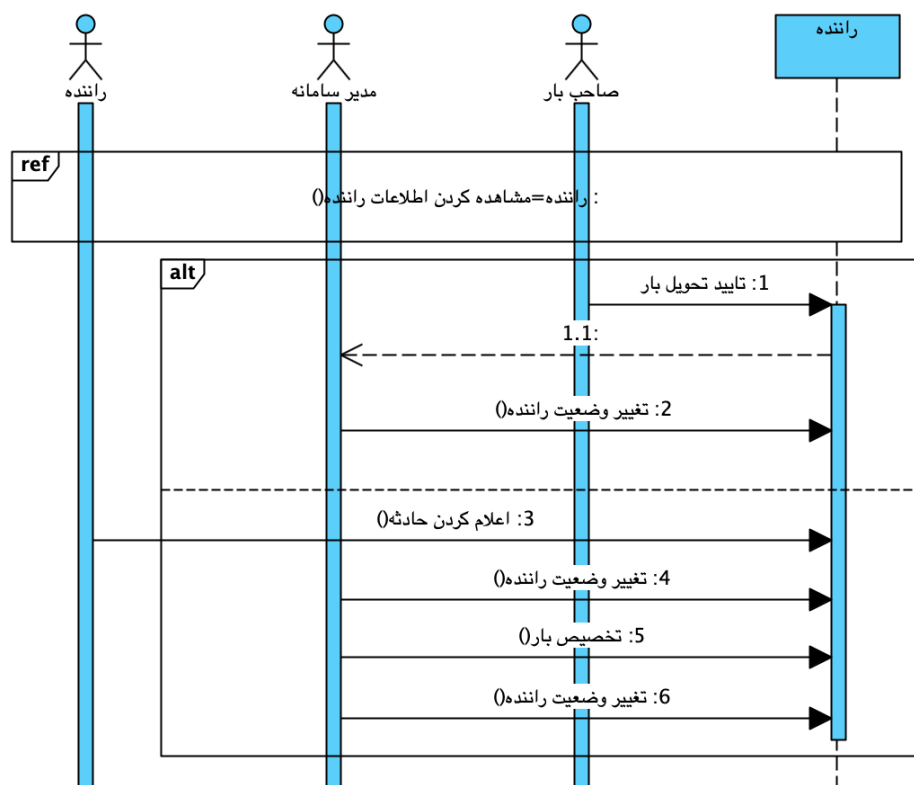 راننده
مدیر سامانه
صاحب بار
راننده
ref
: راننده=مشاهده کردن اطلاعات راننده()
alt
1: تایید تحویل بار
1.1:
2: تغییر وضعیت راننده()
3: اعلام کردن حادثه()
4: تغییر وضعیت راننده()
5: تخصیص بار()
6: تغییر وضعیت راننده()